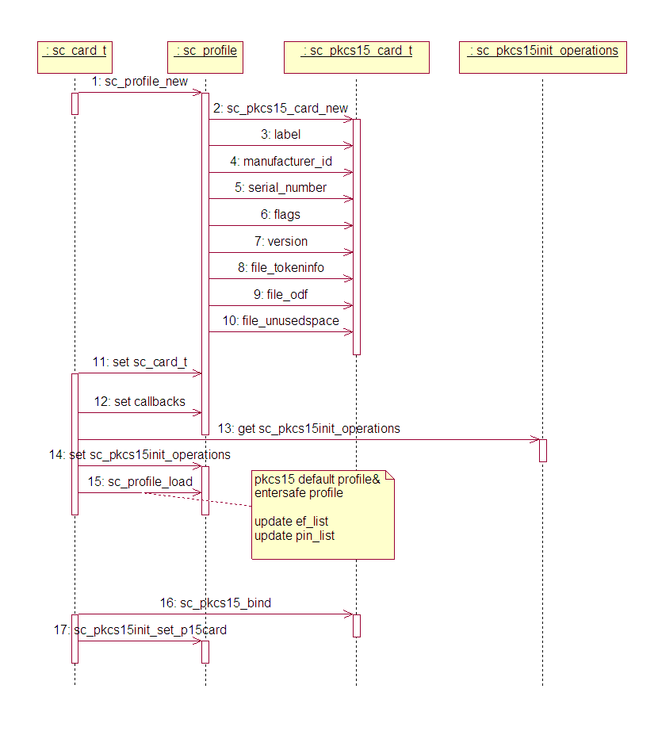 : sc_card_t
: sc_profile
: sc_pkcs15_card_t
: sc_pkcs15init_operations
1: sc_profile_new
2: sc_pkcs15_card_new
3: label
4: manufacturer_id
5: serial_number
6: flags
7: version
8: file_tokeninfo
9: file_odf
10: file_unusedspace
11: set sc_card_t
12: set callbacks
13: get sc_pkcs15init_operations
14: set sc_pkcs15init_operations
15: sc_profile_load
pkcs15 default profile&
entersafe profile
update ef_list
update pin_list
16: sc_pkcs15_bind
17: sc_pkcs15init_set_p15card